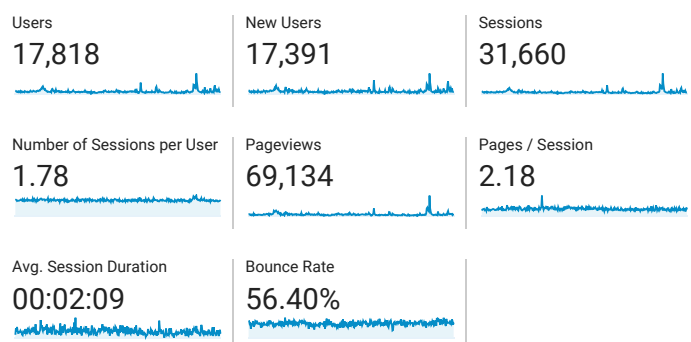 Users
17,818
New Users
17,391
Sessions
31,660
Number of Sessions per User
1.78
Pageviews
69,134
Pages / Session
2.18
Avg. Session Duration
00:02:09
Bounce Rate
56.40%